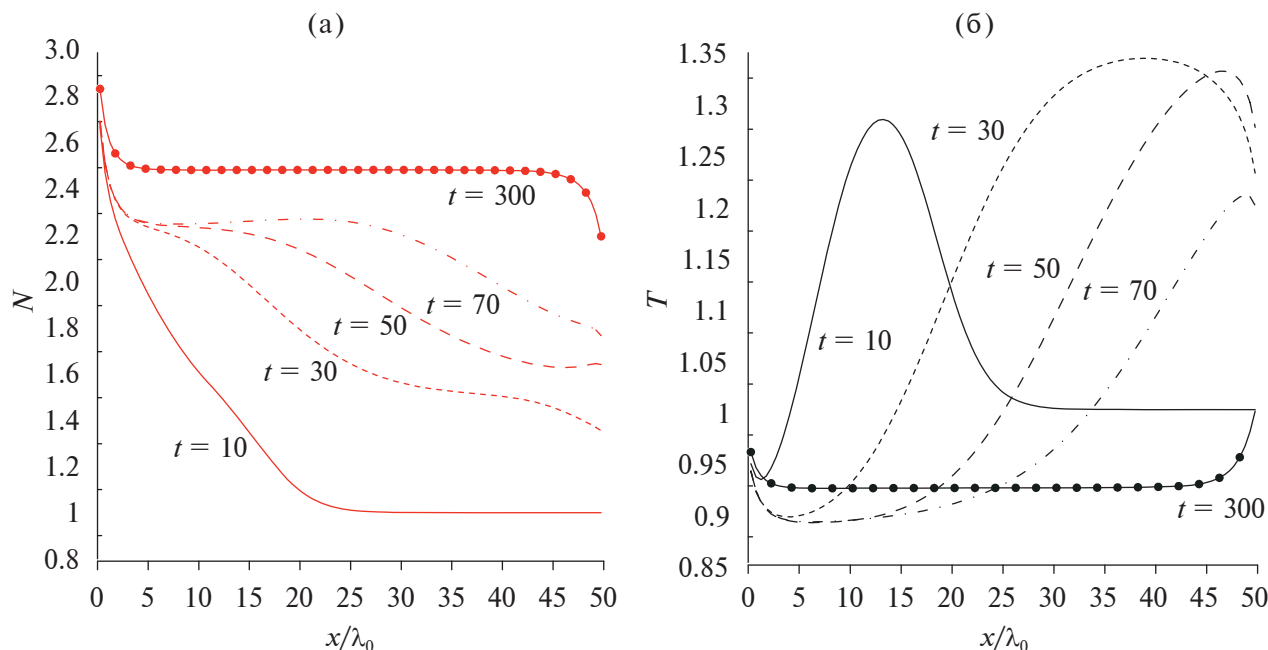 (а)
3.0
2.8
2.6
2.4
2.2
2.0
1.8
1.6
1.4
1.2
1
0.8
N
t = 300
t = 70
t = 50
t = 30
t = 10
0 5 10 15 20 25 30 35 40 45 50
x/λ0
(б)
1.35
1.3
1.25
1.2
1.15
1.1
1.05
1
0.95
0.9
0.85
T
t = 30
t = 50
t = 70
t = 10
t = 300
0 5 10 15 20 25 30 35 40 45 50
x/λ0